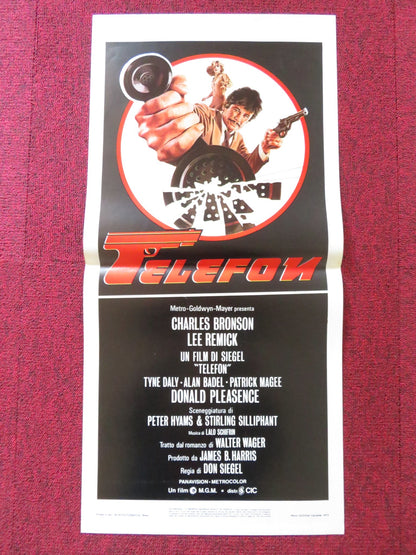 TELEFON
Metro-Goldwyn-Mayer presenta
CHARLES BRONSON
LEE REMICK
UN FILM DI SIEGEL
"TELEFON"
TYNE DALY · ALAN BADEL · PATRICK MAGEE
DONALD PLEASENCE
Sceneggiatura di
PETER HYAMS & STIRLING SILLIPHANT
Musica di LALO SCHIFRIN
Tratto dal romanzo di WALTER WAGER
Prodotto da JAMES B. HARRIS
Regia di
DON SIEGEL
PANAVISION - METROCOLOR
Un film M.G.M. · distr. CIC